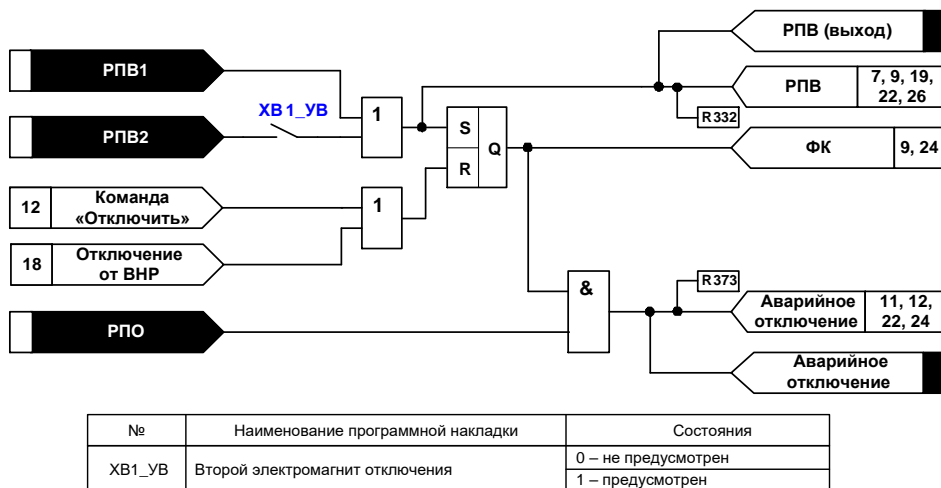 РПВ (выход)
РПВ1
РПВ
7, 9, 19,
22, 26
ХВ1_УВ
R332
РПВ2
1
S
R
Q
ФК
9, 24
12
Команда
«Отключить»
1
18
Отключение
от ВНР
&
R373
РПО
Аварийное
отключение
11, 12,
22, 24
Аварийное
отключение
№
Наименование программной накладки
Состояния
ХВ1_УВ
Второй электромагнит отключения
0 – не предусмотрен
1 – предусмотрен